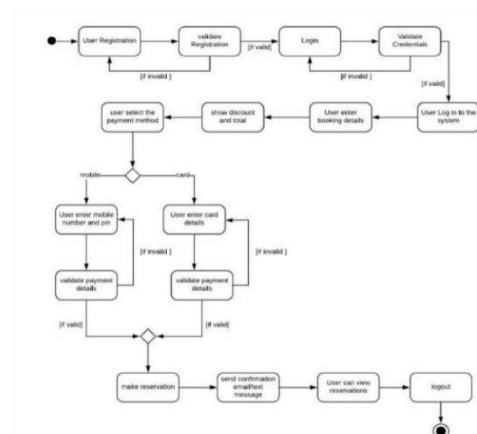 User Registration
validate
Registration
[if valid]
Login
Validate
Credentials
[if invalid ]
[if invalid ]
[if valid]
user select the
payment method
show discount
and total
User enter
booking details
User Log in to the
system
mobile
card
User enter mobile
number and pin
User enter card
details
[if invalid ]
[if invalid ]
validate payment
details
validate payment
details
[if valid]
[if valid]
make reservation
send confirmation
email/text
message
User can view
reservations
logout